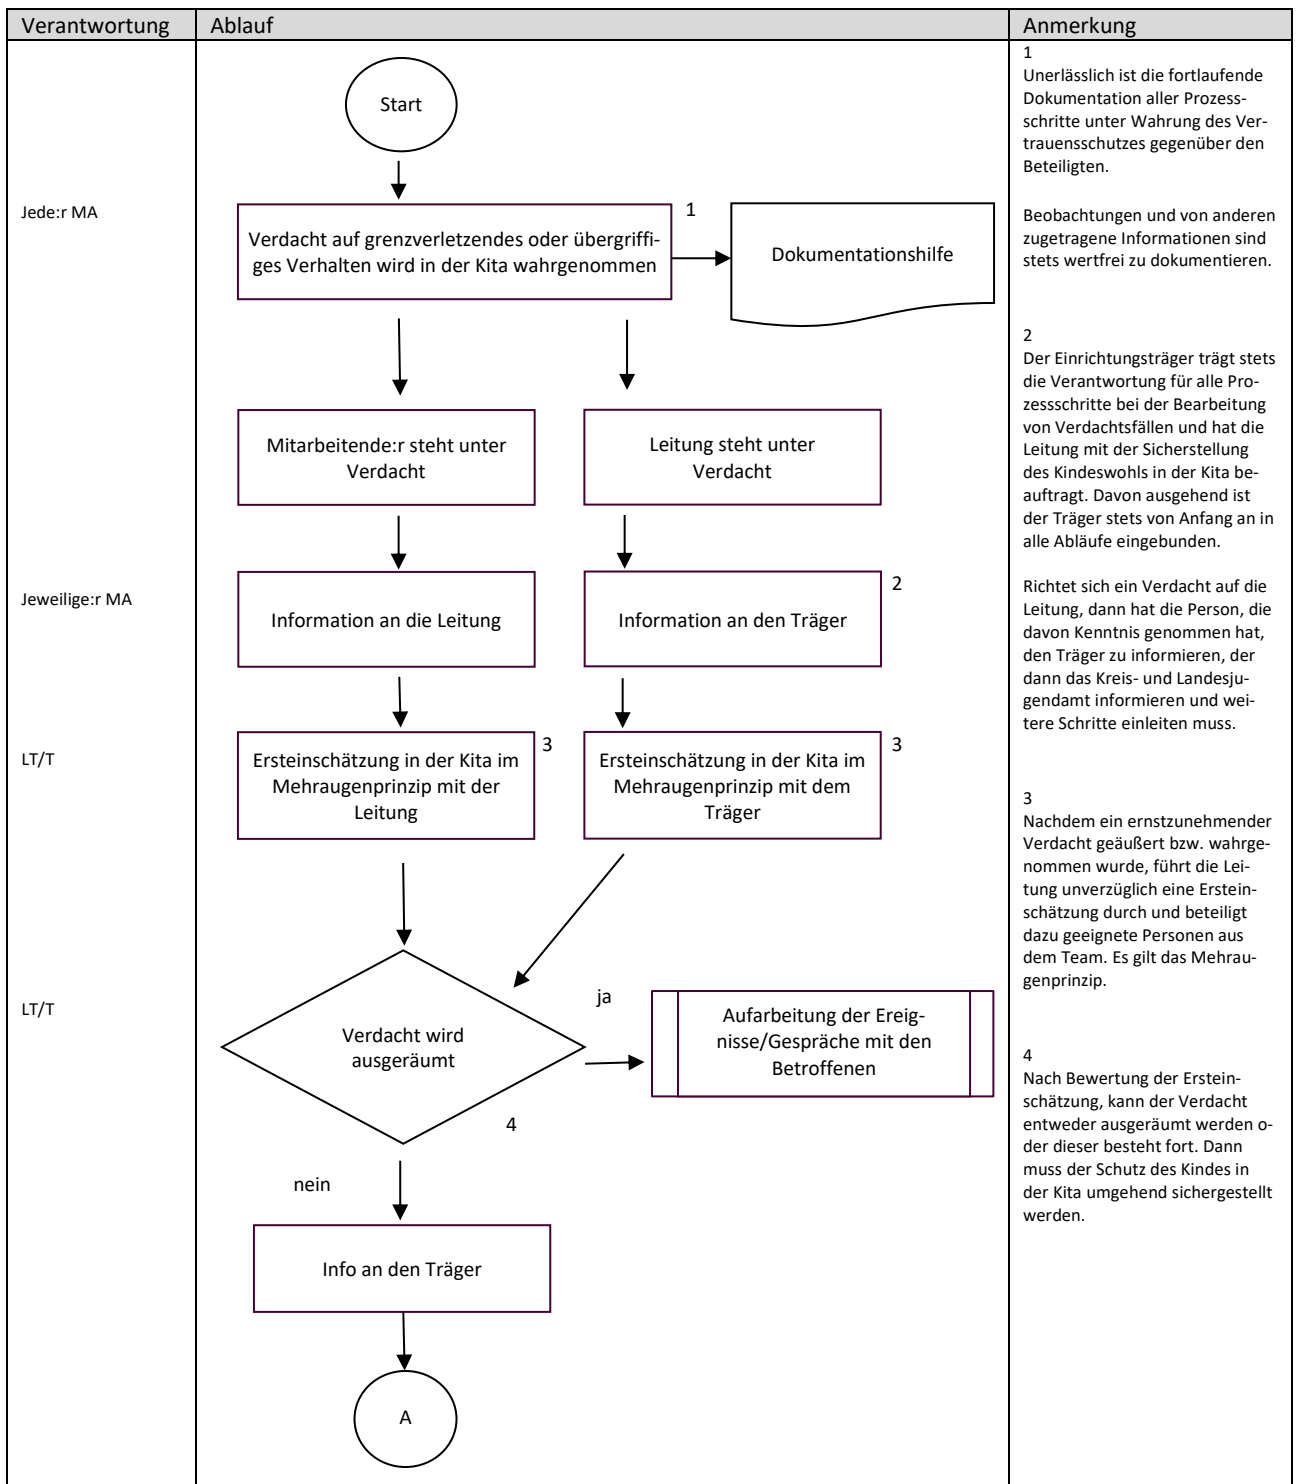 Verantwortung
Ablauf
Anmerkung
Start
Jede:r MA
Verdacht auf grenzverletzendes oder übergriffi-
ges Verhalten wird in der Kita wahrgenommen
1
Dokumentationshilfe
Mitarbeitende:r steht unter
Verdacht
Leitung steht unter
Verdacht
Jeweilige:r MA
Information an die Leitung
Information an den Träger
2
LT/T
Ersteinschätzung in der Kita im
Mehraugenprinzip mit der
Leitung
3
Ersteinschätzung in der Kita im
Mehraugenprinzip mit dem
Träger
3
LT/T
Verdacht wird
ausgeräumt
4
ja
Aufarbeitung der Ereig-
nisse/Gespräche mit den
Betroffenen
nein
Info an den Träger
A
1
Unerlässlich ist die fortlaufende
Dokumentation aller Prozess-
schritte unter Wahrung des Ver-
trauensschutzes gegenüber den
Beteiligten.
Beobachtungen und von anderen
zugetragene Informationen sind
stets wertfrei zu dokumentieren.
2
Der Einrichtungsträger trägt stets
die Verantwortung für alle Pro-
zessschritte bei der Bearbeitung
von Verdachtsfällen und hat die
Leitung mit der Sicherstellung
des Kindeswohls in der Kita be-
auftragt. Davon ausgehend ist
der Träger stets von Anfang an in
alle Abläufe eingebunden.
Richtet sich ein Verdacht auf die
Leitung, dann hat die Person, die
davon Kenntnis genommen hat,
den Träger zu informieren, der
dann das Kreis- und Landesju-
gendamt informieren und wei-
tere Schritte einleiten muss.
3
Nachdem ein ernstzunehmender
Verdacht geäußert bzw. wahrge-
nommen wurde, führt die Lei-
tung unverzüglich eine Erstein-
schätzung durch und beteiligt
dazu geeignete Personen aus
dem Team. Es gilt das Mehrau-
genprinzip.
4
Nach Bewertung der Erstein-
schätzung, kann der Verdacht
entweder ausgeräumt werden o-
der dieser besteht fort. Dann
muss der Schutz des Kindes in
der Kita umgehend sichergestellt
werden.